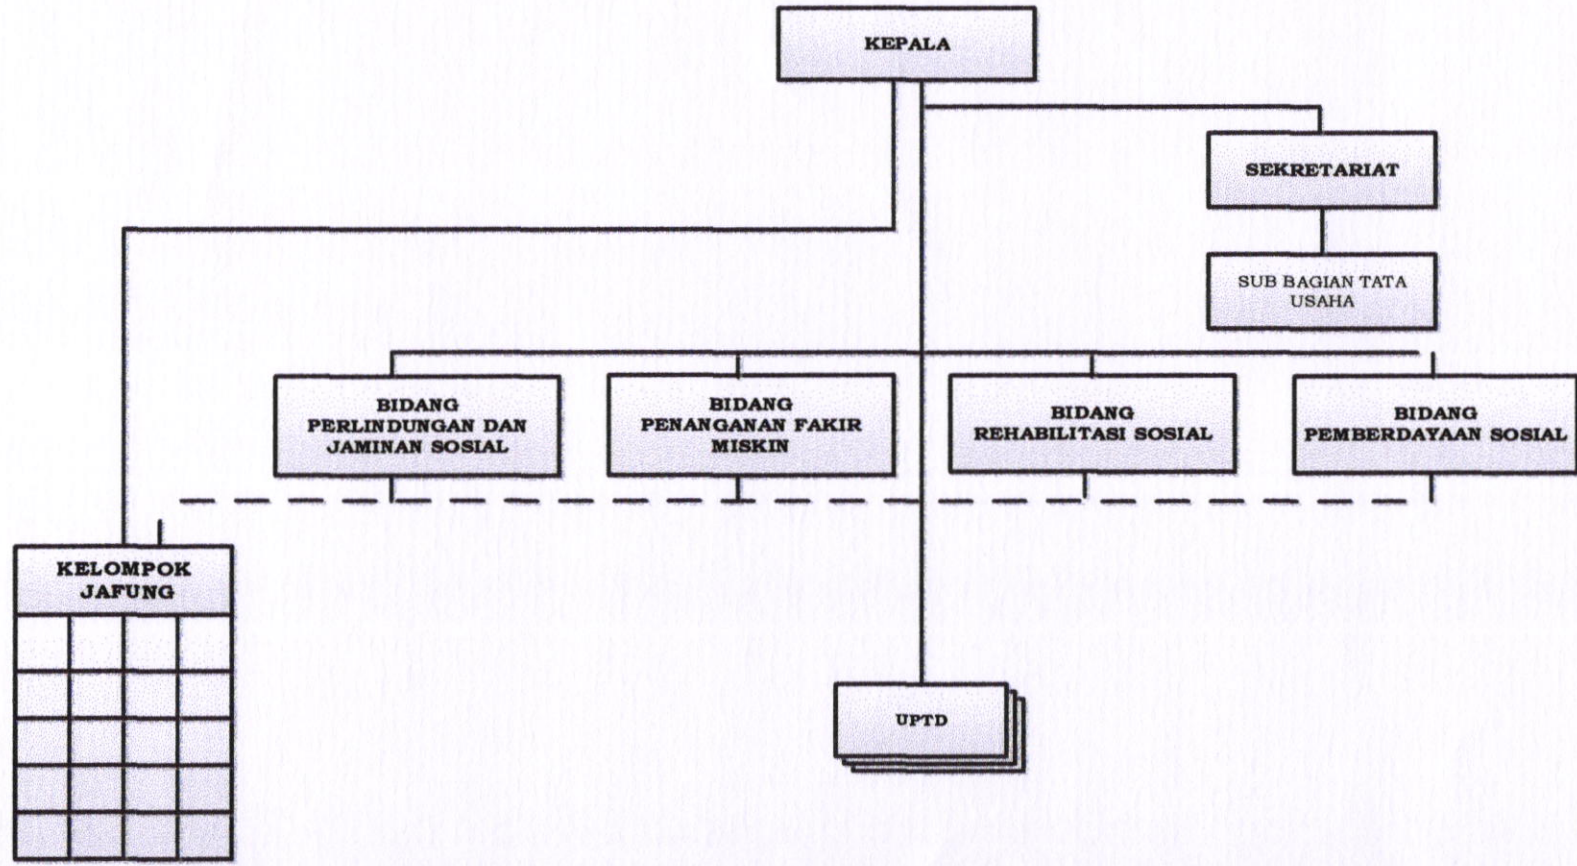 KEPALA
SEKRETARIAT
SUB BAGIAN TATA
USAHA
BIDANG
PERLINDUNGAN DAN
JAMINAN SOSIAL
BIDANG
PENANGANAN FAKIR
MISKIN
BIDANG
REHABILITASI SOSIAL
BIDANG
PEMBERDAYAAN SOSIAL
KELOMPOK
JAFUNG
UPTD